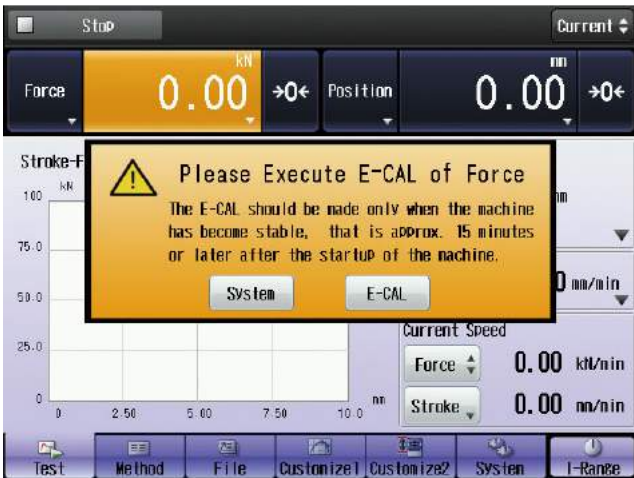 Stop
Current
Force
kN
0.00
→0←
Position
mm
0.00
→0←
Stroke-F
kN
100
75.0
50.0
25.0
0
0
2.50
5.00
7.50
10.0
mm
Please Execute E-CAL of Force
The E-CAL should be made only when the machine
has become stable, that is approx. 15 minutes
or later after the startup of the machine.
System
E-CAL
0 mm/min
Current Speed
Force
0.00 kN/min
Stroke
0.00 mm/min
Test
Method
File
Customize1
Customize2
System
I-Range